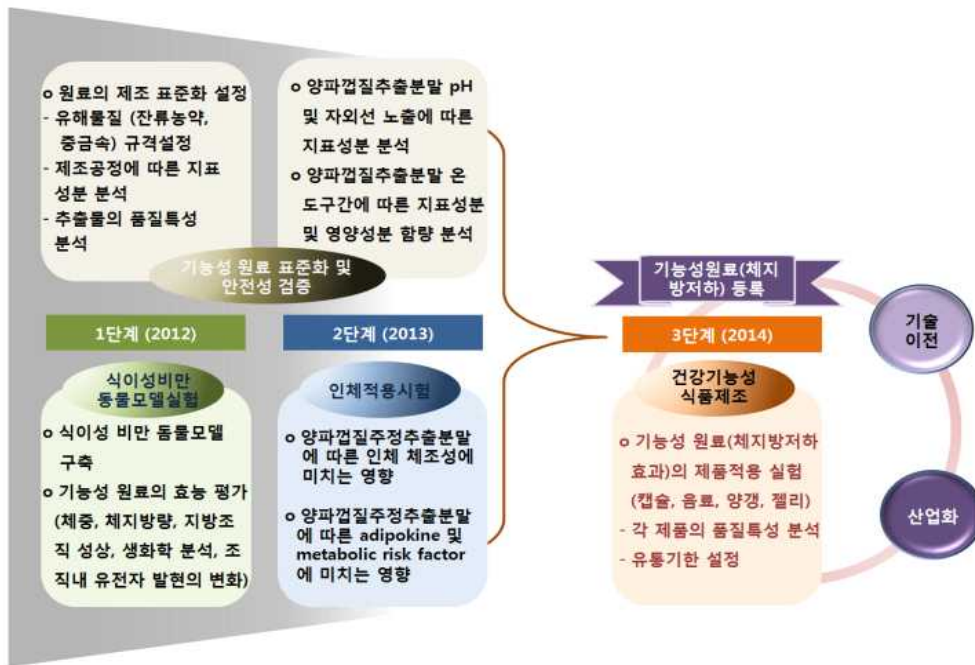 o 원료의 제조 표준화 설정
- 유해물질 (잔류농약,
중금속) 규격설정
- 제조공정에 따른 지표
성분 분석
- 추출물의 품질특성
분석
o 양파껍질추출분말 pH
및 자외선 노출에 따른
지표성분 분석
o 양파껍질추출분말 온
도구간에 따른 지표성분
및 영양성분 함량 분석
기능성 원료 표준화 및
안전성 검증
1단계 (2012)
식이성비만
동물모델실험
o 식이성 비만 동물모델
구축
o 기능성 원료의 효능 평가
(체중, 체지방량, 지방조
직 성상, 생화학 분석, 조
직내 유전자 발현의 변화)
2단계 (2013)
인체적용시험
o 양파껍질주정추출분말
에 따른 인체 체조성에
미치는 영향
o 양파껍질주정추출분말
에 따른 adipokine 및
metabolic risk factor
에 미치는 영향
기능성원료(체지
방저하) 등록
3단계 (2014)
건강기능성
식품제조
o 기능성 원료(체지방저하
효과)의 제품적용 실험
(캡슐, 음료, 양갱, 젤리)
- 각 제품의 품질특성 분석
- 유통기한 설정
기술
이전
산업화